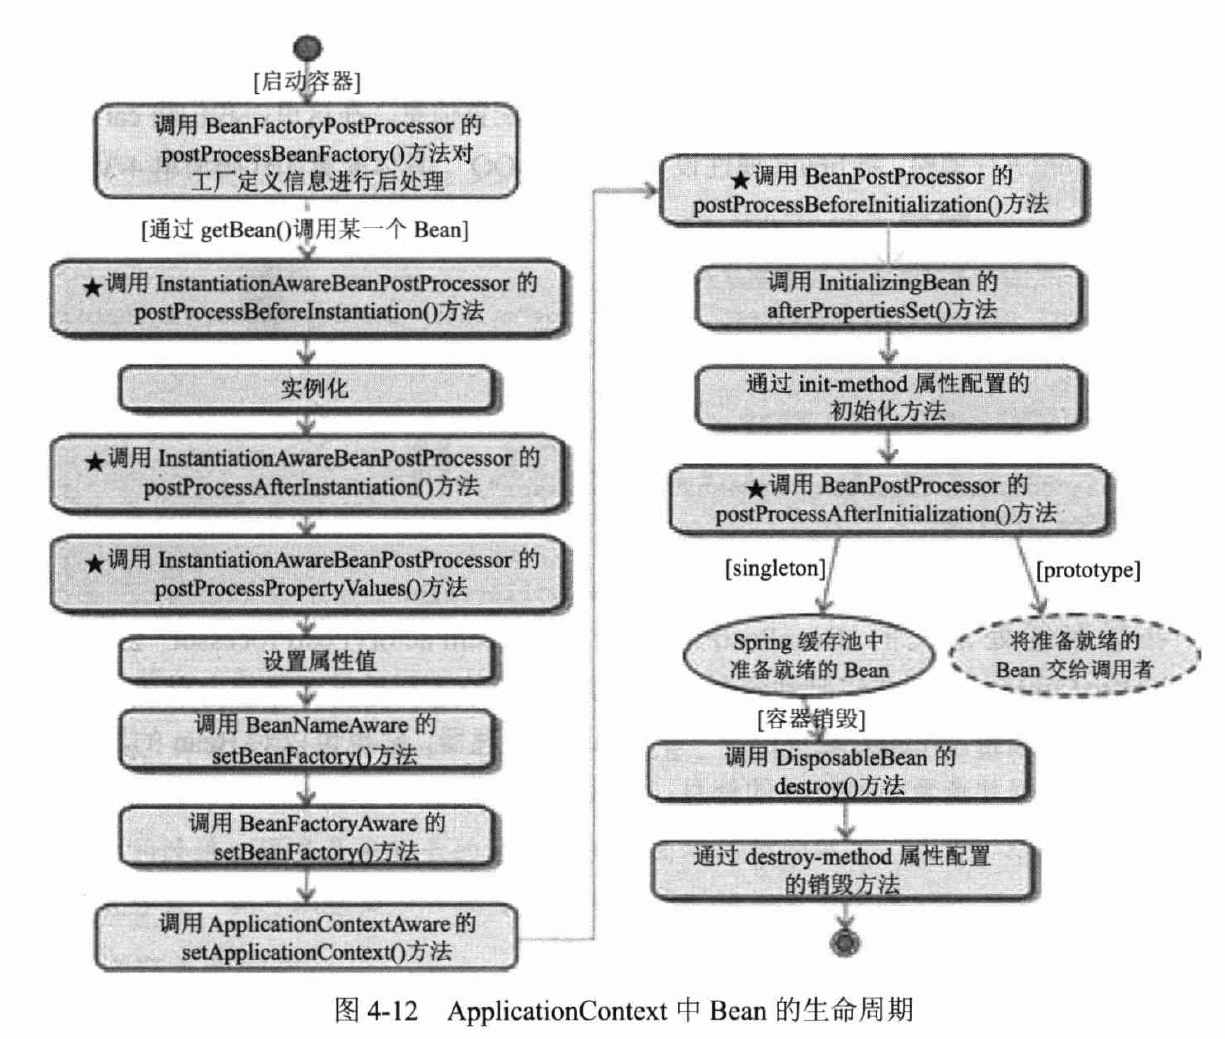 [启动容器]
调用 BeanFactoryPostProcessor 的
postProcessBeanFactory()方法对
工厂定义信息进行后处理
[通过 getBean()调用某一个 Bean]
★调用 InstantiationAwareBeanPostProcessor 的
postProcessBeforeInstantiation()方法
实例化
★调用 InstantiationAwareBeanPostProcessor 的
postProcessAfterInstantiation()方法
★调用 InstantiationAwareBeanPostProcessor 的
postProcessPropertyValues()方法
设置属性值
调用 BeanNameAware 的
setBeanFactory()方法
调用 BeanFactoryAware 的
setBeanFactory()方法
调用 ApplicationContextAware 的
setApplicationContext()方法
★调用 BeanPostProcessor 的
postProcessBeforeInitialization()方法
调用 InitializingBean 的
afterPropertiesSet()方法
通过 init-method 属性配置的
初始化方法
★调用 BeanPostProcessor 的
postProcessAfterInitialization()方法
[singleton]
[prototype]
Spring 缓存池中
准备就绪的 Bean
将准备就绪的
Bean 交给调用者
[容器销毁]
调用 DisposableBean 的
destroy()方法
通过 destroy-method 属性配置
的销毁方法
图 4-12 ApplicationContext 中 Bean 的生命周期